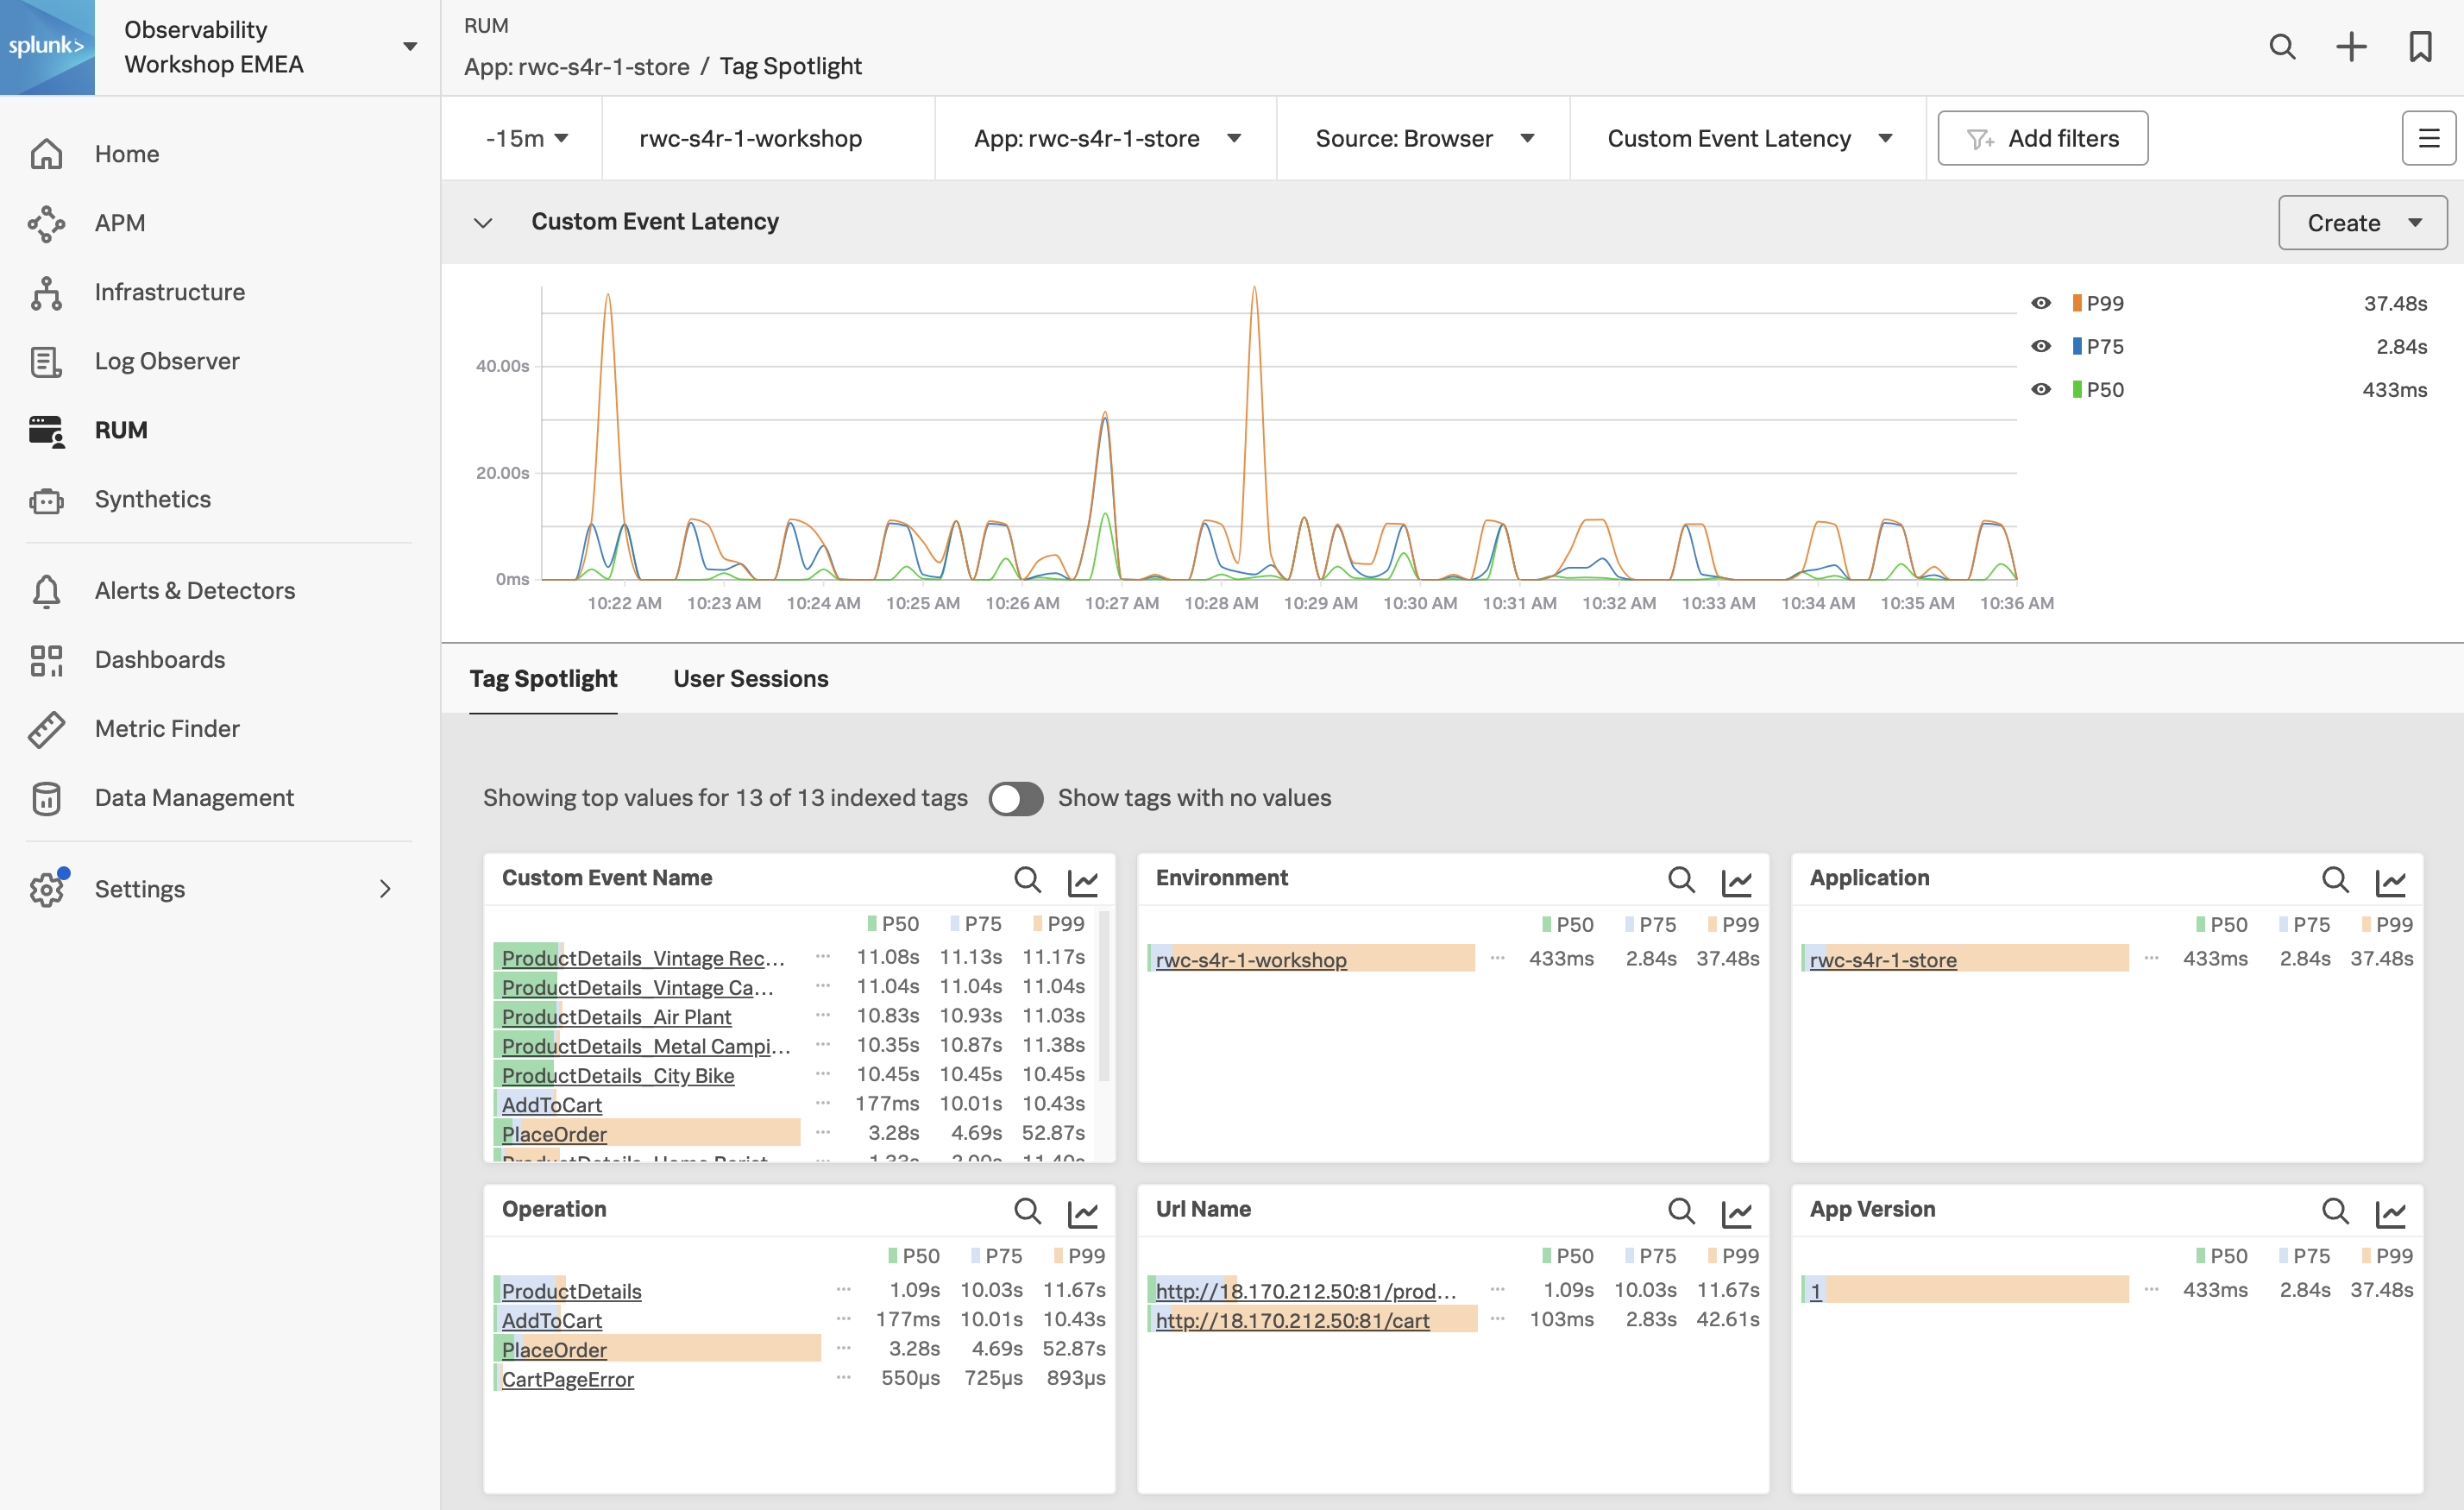 splunk>
Observability
Workshop EMEA
Home
APM
Infrastructure
Log Observer
RUM
Synthetics
Alerts & Detectors
Dashboards
Metric Finder
Data Management
Settings
RUM
App: rwc-s4r-1-store / Tag Spotlight
-15m
rwc-s4r-1-workshop
App: rwc-s4r-1-store
Source: Browser
Custom Event Latency
Add filters
Custom Event Latency
Create
40.00s
20.00s
0ms
10:22 AM 10:23 AM 10:24 AM 10:25 AM 10:26 AM 10:27 AM 10:28 AM 10:29 AM 10:30 AM 10:31 AM 10:32 AM 10:33 AM 10:34 AM 10:35 AM 10:36 AM
P99 37.48s
P75 2.84s
P50 433ms
Tag Spotlight User Sessions
Showing top values for 13 of 13 indexed tags Show tags with no values
Custom Event Name
P50 P75 P99
ProductDetails_Vintage Rec... ... 11.08s 11.13s 11.17s
ProductDetails_Vintage Ca... ... 11.04s 11.04s 11.04s
ProductDetails_Air Plant ... 10.83s 10.93s 11.03s
ProductDetails_Metal Campi... ... 10.35s 10.87s 11.38s
ProductDetails_City Bike ... 10.45s 10.45s 10.45s
AddToCart ... 177ms 10.01s 10.43s
PlaceOrder ... 3.28s 4.69s 52.87s
Environment
P50 P75 P99
rwc-s4r-1-workshop ... 433ms 2.84s 37.48s
Application
P50 P75 P99
rwc-s4r-1-store ... 433ms 2.84s 37.48s
Operation
P50 P75 P99
ProductDetails ... 1.09s 10.03s 11.67s
AddToCart ... 177ms 10.01s 10.43s
PlaceOrder ... 3.28s 4.69s 52.87s
CartPageError ... 550µs 725µs 893µs
Url Name
P50 P75 P99
http://18.170.212.50:81/prod... ... 1.09s 10.03s 11.67s
http://18.170.212.50:81/cart ... 103ms 2.83s 42.61s
App Version
P50 P75 P99
1 ... 433ms 2.84s 37.48s